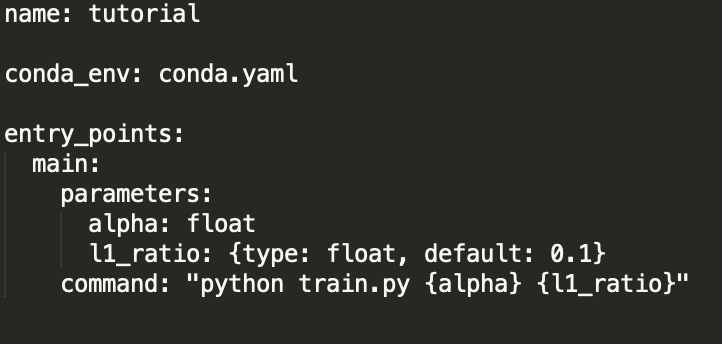 name: tutorial
conda_env: conda.yaml
entry_points:
  main:
    parameters:
      alpha: float
      l1_ratio: {type: float, default: 0.1}
    command: "python train.py {alpha} {l1_ratio}"